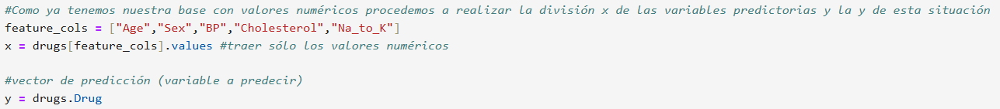 #Como ya tenemos nuestra base con valores numéricos procedemos a realizar la división x de las variables predictorias y la y de esta situación
feature_cols = ["Age","Sex","BP","Cholesterol","Na_to_K"]
x = drugs[feature_cols].values #traer sólo los valores numéricos
#vector de predicción (variable a predecir)
y = drugs.Drug